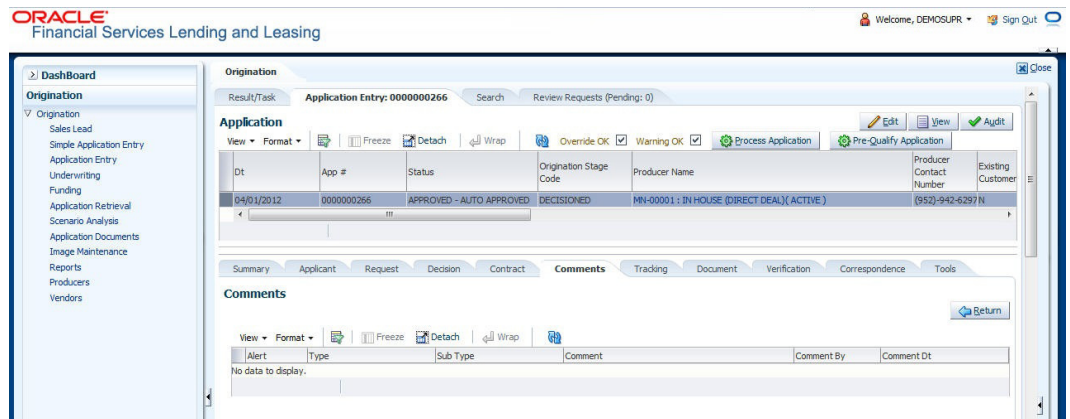 ORACLE
Financial Services Lending and Leasing
Welcome, DEMOSUPR
Sign Out
Close
DashBoard
Origination
Origination
Sales Lead
Simple Application Entry
Application Entry
Underwriting
Funding
Application Retrieval
Scenario Analysis
Application Documents
Image Maintenance
Reports
Producers
Vendors
Origination
Result/Task Application Entry: 0000000266 Search Review Requests (Pending: 0)
Application
Edit View Audit
View Format Freeze Detach Wrap Override OK Warning OK Process Application Pre-Qualify Application
Dt App # Status Origination Stage Code Producer Name Producer Contact Number Existing Customer
04/01/2012 0000000266 APPROVED - AUTO APPROVED DECISIONED MN-00001 : IN HOUSE (DIRECT DEAL)( ACTIVE ) (952)-942-6297 N
Summary Applicant Request Decision Contract Comments Tracking Document Verification Correspondence Tools
Comments
Return
View Format Freeze Detach Wrap
Alert Type Sub Type Comment Comment By Comment Dt
No data to display.